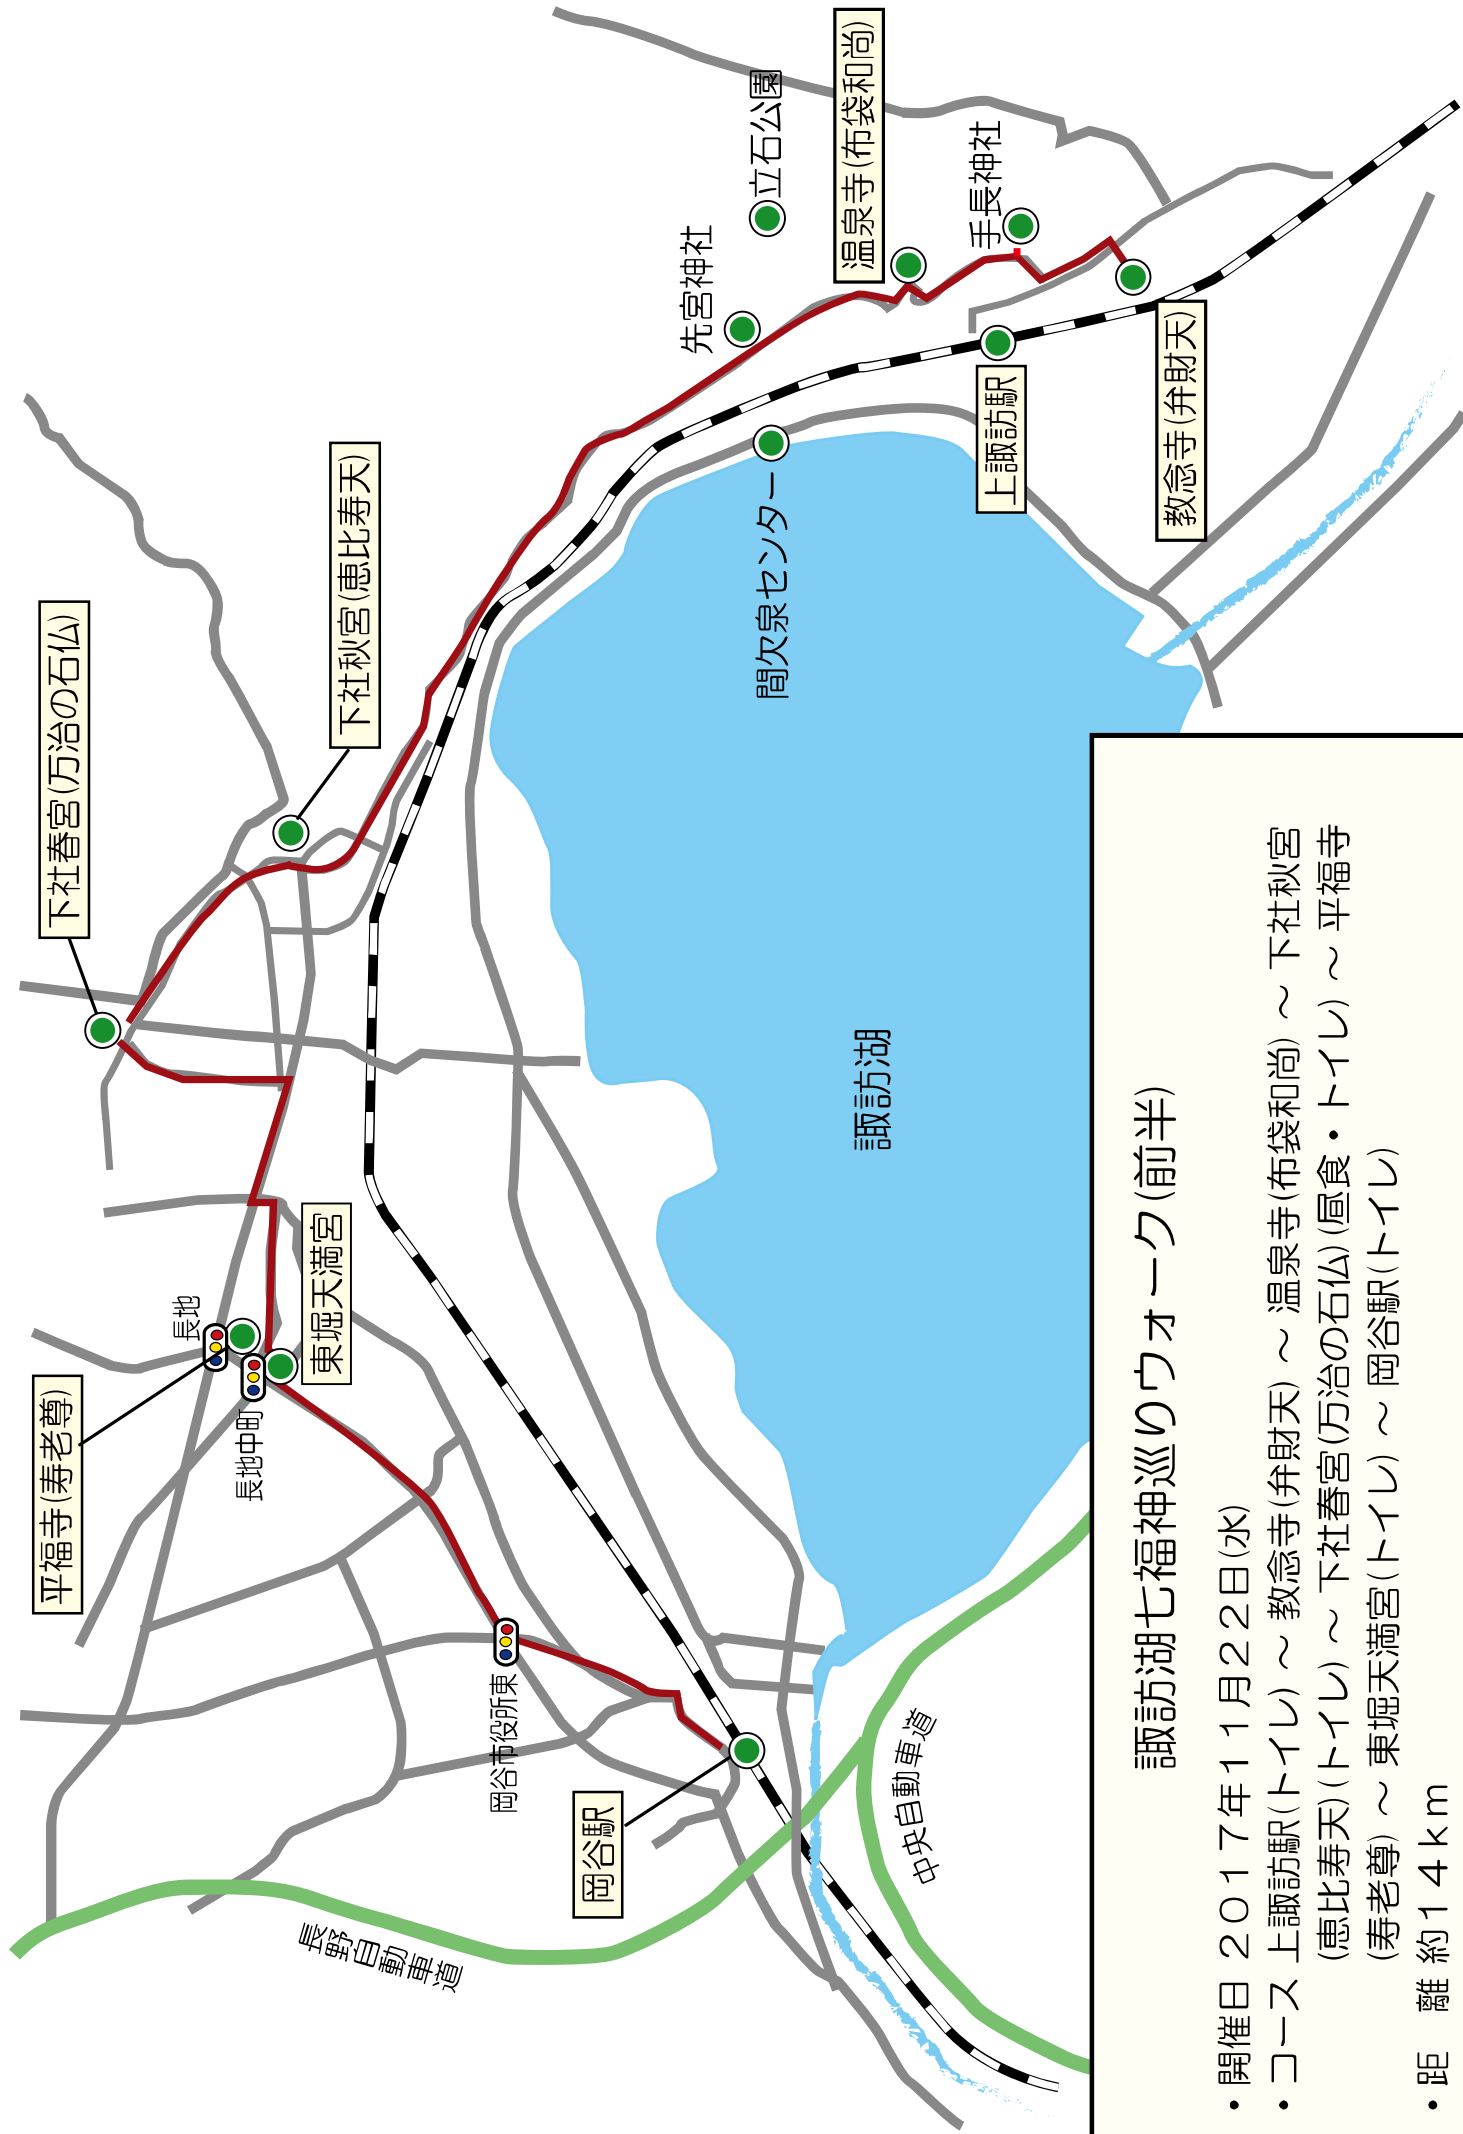 諏訪湖七福神巡りのウォーク(前半)
・開催日 2017年11月22日(水)
・コース 上諏訪駅(トイレ) ～ 教念寺(弁財天) ～ 温泉寺(布袋和尚) ～ 下社秋宮
(恵比寿天)(トイレ) ～ 下社春宮(万治の石仏)(昼食・トイレ) ～ 平福寺
(寿老尊) ～ 東堀天満宮(トイレ) ～ 岡谷駅(トイレ)
・距 離 約14km
下社春宮(万治の石仏)
下社秋宮(恵比寿天)
平福寺(寿老尊)
長地
長地中町
東堀天満宮
岡谷市役所東
岡谷駅
長野自動車道
中央自動車道
諏訪湖
間欠泉センター
先宮神社
立石公園
温泉寺(布袋和尚)
手長神社
上諏訪駅
教念寺(弁財天)